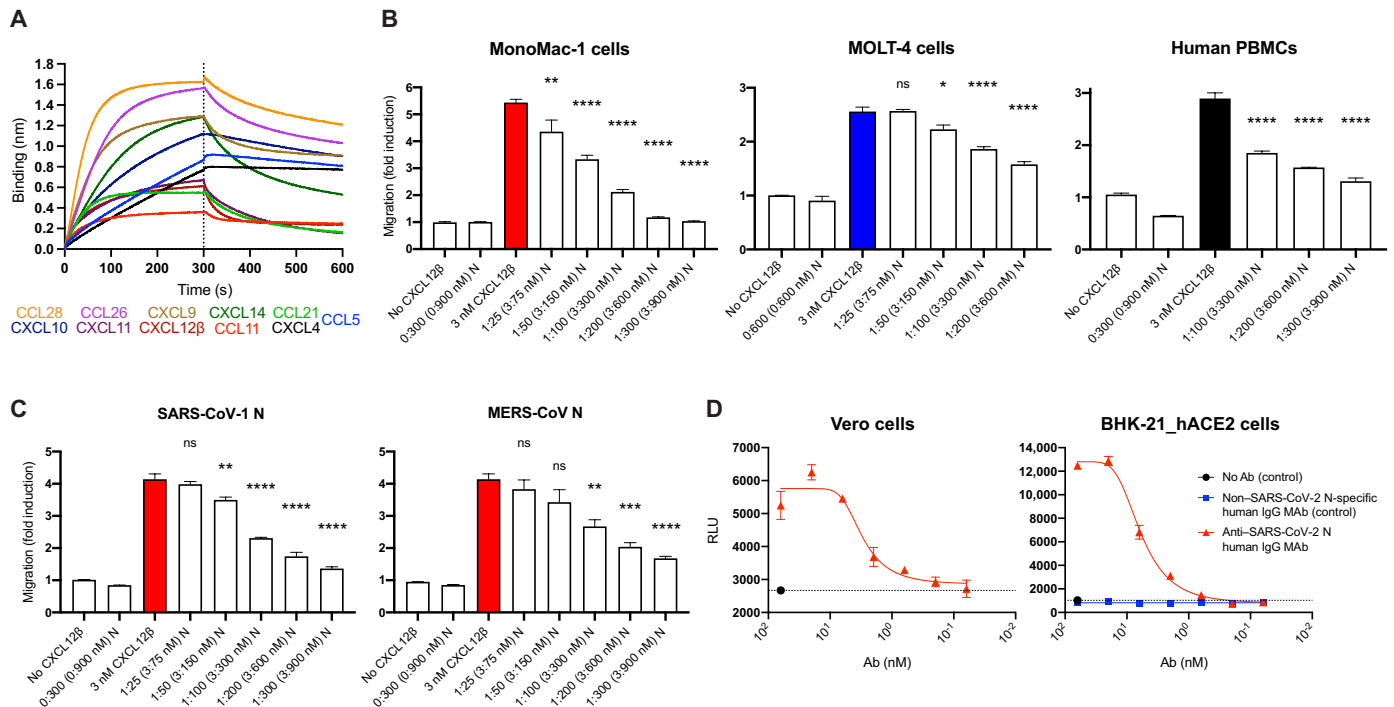 A
Binding (nm)
1.8
1.6
1.4
1.2
1.0
0.8
0.6
0.4
0.2
0.0
0 100 200 300 400 500 600
Time (s)
CCL28 CCL26 CXCL9 CXCL14 CCL21
CXCL10 CXCL11 CXCL12β CCL11 CXCL4 CCL5
B
MonoMac-1 cells
Migration (fold induction)
6
5
4
3
2
1
0
** **** **** **** ****
No CXCL12β
0:300 (0:900 nM) N
3 nM CXCL12β
1:25 (3:75 nM) N
1:50 (3:150 nM) N
1:100 (3:300 nM) N
1:200 (3:600 nM) N
1:300 (3:900 nM) N
MOLT-4 cells
3
2
1
0
ns * **** ****
No CXCL12β
0:600 (0:600 nM) N
3 nM CXCL12β
1:25 (3:75 nM) N
1:50 (3:150 nM) N
1:100 (3:300 nM) N
1:200 (3:600 nM) N
Human PBMCs
3
2
1
0
**** **** ****
No CXCL12β
0:300 (0:900 nM) N
3 nM CXCL12β
1:100 (3:300 nM) N
1:200 (3:600 nM) N
1:300 (3:900 nM) N
C
SARS-CoV-1 N
Migration (fold induction)
5
4
3
2
1
0
ns ** **** **** ****
No CXCL12β
0:300 (0:900 nM) N
3 nM CXCL12β
1:25 (3:75 nM) N
1:50 (3:150 nM) N
1:100 (3:300 nM) N
1:200 (3:600 nM) N
1:300 (3:900 nM) N
MERS-CoV N
5
4
3
2
1
0
ns ns ** *** ****
No CXCL12β
0:300 (0:900 nM) N
3 nM CXCL12β
1:25 (3:75 nM) N
1:50 (3:150 nM) N
1:100 (3:300 nM) N
1:200 (3:600 nM) N
1:300 (3:900 nM) N
D
Vero cells
RLU
7000
6000
5000
4000
3000
2000
10² 10¹ 10⁰ 10⁻¹ 10⁻²
Ab (nM)
BHK-21_hACE2 cells
14,000
12,000
10,000
8000
6000
4000
2000
0
10² 10¹ 10⁰ 10⁻¹ 10⁻²
Ab (nM)
No Ab (control)
Non–SARS-CoV-2 N-specific
human IgG MAb (control)
Anti–SARS-CoV-2 N
human IgG MAb